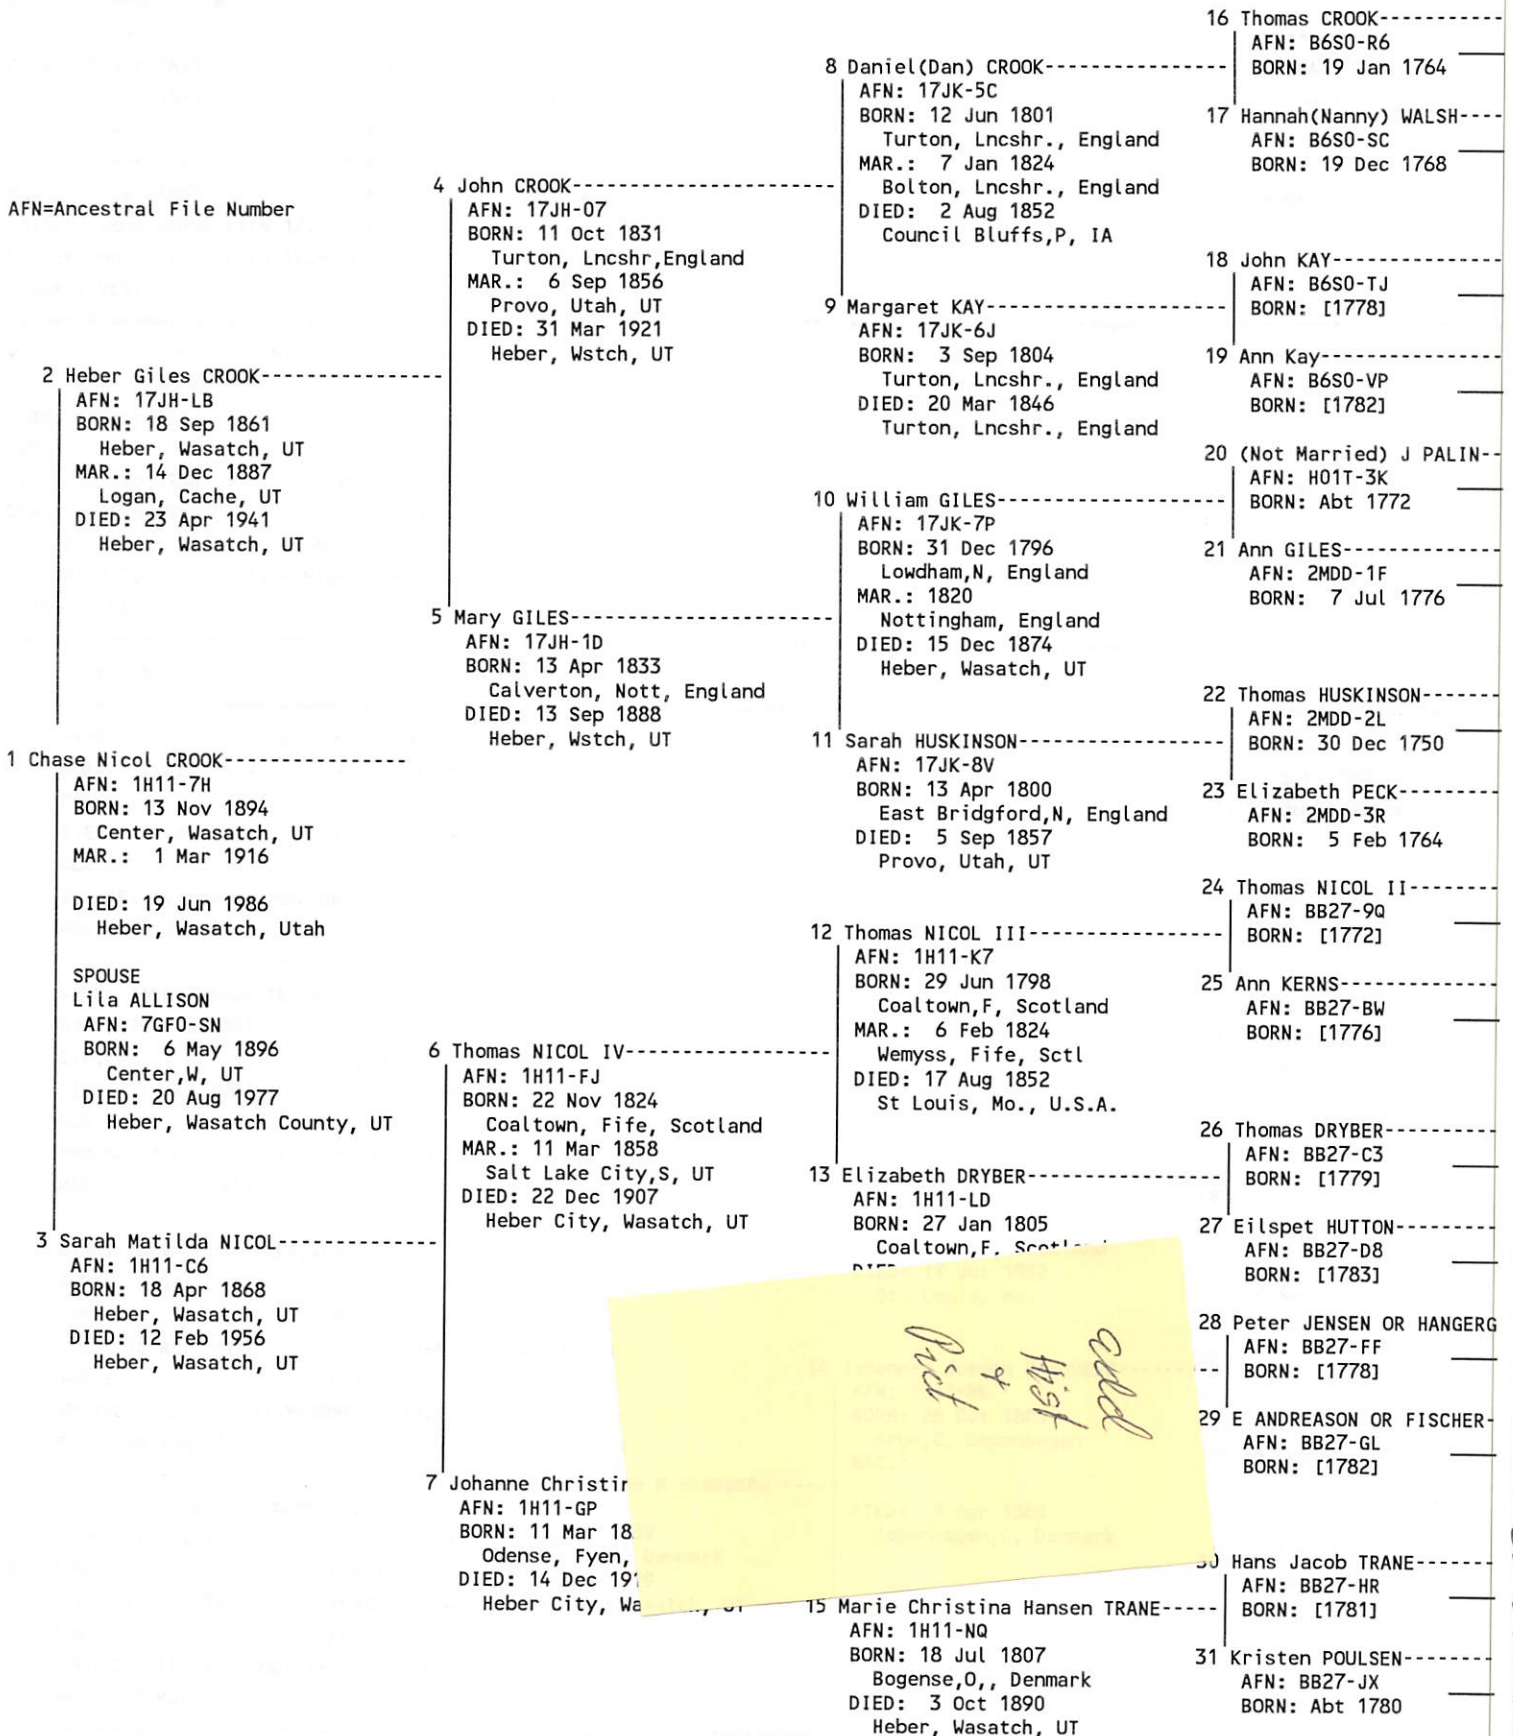 AFN=Ancestral File Number
1 Chase Nicol CROOK----------------
AFN: 1H11-7H
BORN: 13 Nov 1894
Center, Wasatch, UT
MAR.: 1 Mar 1916
DIED: 19 Jun 1986
Heber, Wasatch, Utah
SPOUSE
Lila ALLISON
AFN: 7GF0-SN
BORN: 6 May 1896
Center,W, UT
DIED: 20 Aug 1977
Heber, Wasatch County, UT
2 Heber Giles CROOK----------------
AFN: 17JH-LB
BORN: 18 Sep 1861
Heber, Wasatch, UT
MAR.: 14 Dec 1887
Logan, Cache, UT
DIED: 23 Apr 1941
Heber, Wasatch, UT
3 Sarah Matilda NICOL--------------
AFN: 1H11-C6
BORN: 18 Apr 1868
Heber, Wasatch, UT
DIED: 12 Feb 1956
Heber, Wasatch, UT
4 John CROOK-----------------------
AFN: 17JH-07
BORN: 11 Oct 1831
Turton, Lncshr,England
MAR.: 6 Sep 1856
Provo, Utah, UT
DIED: 31 Mar 1921
Heber, Wstch, UT
5 Mary GILES-----------------------
AFN: 17JH-1D
BORN: 13 Apr 1833
Calverton, Nott, England
DIED: 13 Sep 1888
Heber, Wstch, UT
6 Thomas NICOL IV------------------
AFN: 1H11-FJ
BORN: 22 Nov 1824
Coaltown, Fife, Scotland
MAR.: 11 Mar 1858
Salt Lake City,S, UT
DIED: 22 Dec 1907
Heber City, Wasatch, UT
7 Johanne Christin
AFN: 1H11-GP
BORN: 11 Mar 18
Odense, Fyen,
DIED: 14 Dec 19
Heber City,
8 Daniel(Dan) CROOK----------------
AFN: 17JK-5C
BORN: 12 Jun 1801
Turton, Lncshr., England
MAR.: 7 Jan 1824
Bolton, Lncshr., England
DIED: 2 Aug 1852
Council Bluffs,P, IA
9 Margaret KAY---------------------
AFN: 17JK-6J
BORN: 3 Sep 1804
Turton, Lncshr., England
DIED: 20 Mar 1846
Turton, Lncshr., England
10 William GILES--------------------
AFN: 17JK-7P
BORN: 31 Dec 1796
Lowdham,N, England
MAR.: 1820
Nottingham, England
DIED: 15 Dec 1874
Heber, Wasatch, UT
11 Sarah HUSKINSON------------------
AFN: 17JK-8V
BORN: 13 Apr 1800
East Bridgford,N, England
DIED: 5 Sep 1857
Provo, Utah, UT
12 Thomas NICOL III-----------------
AFN: 1H11-K7
BORN: 29 Jun 1798
Coaltown,F, Scotland
MAR.: 6 Feb 1824
Wemyss, Fife, Sctl
DIED: 17 Aug 1852
St Louis, Mo., U.S.A.
13 Elizabeth DRYBER-----------------
AFN: 1H11-LD
BORN: 27 Jan 1805
Coaltown,F, Scotland
add
Hist
&
Pict
15 Marie Christina Hansen TRANE-----
AFN: 1H11-NQ
BORN: 18 Jul 1807
Bogense,O,, Denmark
DIED: 3 Oct 1890
Heber, Wasatch, UT
16 Thomas CROOK-----------
AFN: B6S0-R6
BORN: 19 Jan 1764
17 Hannah(Nanny) WALSH----
AFN: B6S0-SC
BORN: 19 Dec 1768
18 John KAY---------------
AFN: B6S0-TJ
BORN: [1778]
19 Ann Kay----------------
AFN: B6S0-VP
BORN: [1782]
20 (Not Married) J PALIN--
AFN: H01T-3K
BORN: Abt 1772
21 Ann GILES--------------
AFN: 2MDD-1F
BORN: 7 Jul 1776
22 Thomas HUSKINSON-------
AFN: 2MDD-2L
BORN: 30 Dec 1750
23 Elizabeth PECK---------
AFN: 2MDD-3R
BORN: 5 Feb 1764
24 Thomas NICOL II--------
AFN: BB27-9Q
BORN: [1772]
25 Ann KERNS--------------
AFN: BB27-BW
BORN: [1776]
26 Thomas DRYBER----------
AFN: BB27-C3
BORN: [1779]
27 Eilspet HUTTON---------
AFN: BB27-D8
BORN: [1783]
28 Peter JENSEN OR HANGERG
AFN: BB27-FF
BORN: [1778]
29 E ANDREASON OR FISCHER-
AFN: BB27-GL
BORN: [1782]
30 Hans Jacob TRANE-------
AFN: BB27-HR
BORN: [1781]
31 Kristen POULSEN--------
AFN: BB27-JX
BORN: Abt 1780